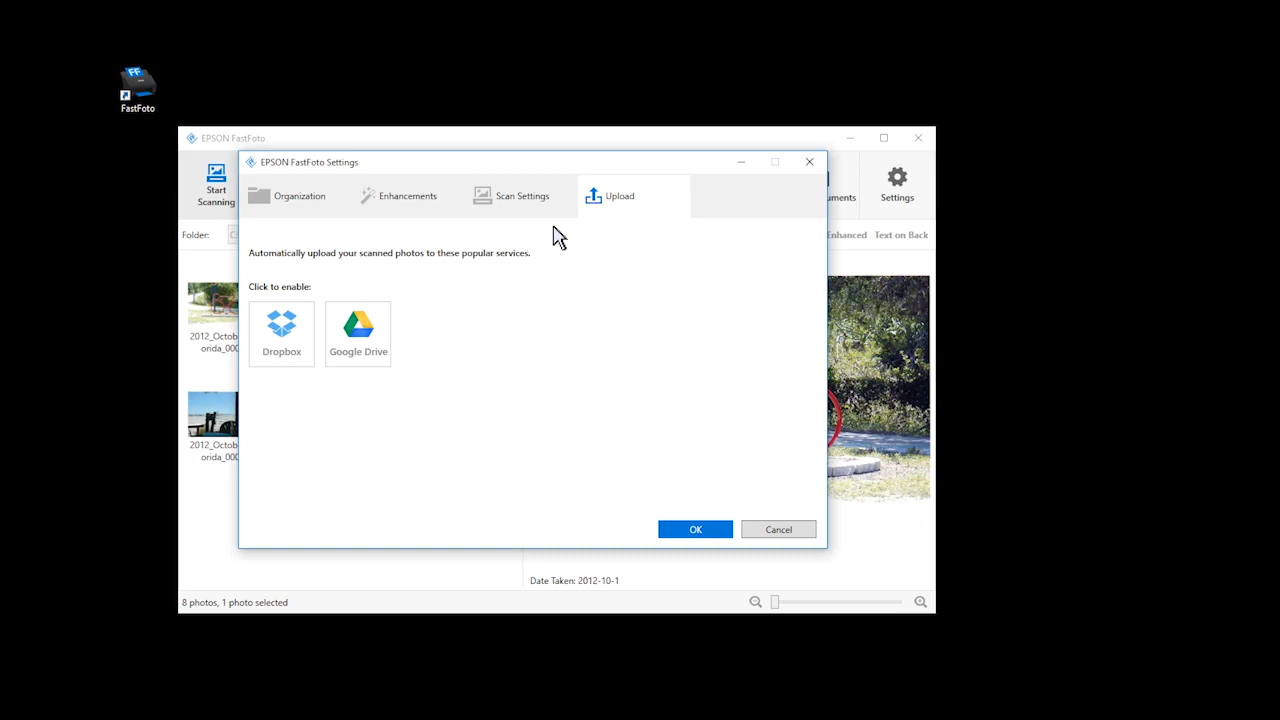 FF
FastFoto
EPSON FastFoto
EPSON FastFoto Settings
Start
Scanning
Organization
Enhancements
Scan Settings
Upload
uments
Settings
Folder:
Enhanced
Text on Back
Automatically upload your scanned photos to these popular services.
Click to enable:
Dropbox
Google Drive
2012_Octob
orida_000
2012_Octob
orida_000
OK
Cancel
Date Taken: 2012-10-1
8 photos, 1 photo selected